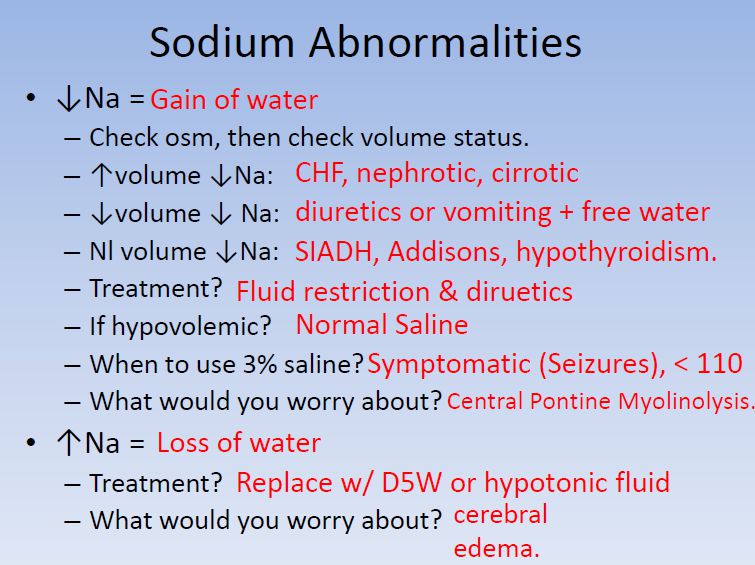 Sodium Abnormalities
• ↓Na = Gain of water
– Check osm, then check volume status.
– ↑volume ↓Na: CHF, nephrotic, cirrotic
– ↓volume ↓ Na: diuretics or vomiting + free water
– Nl volume ↓Na: SIADH, Addisons, hypothyroidism.
– Treatment? Fluid restriction & diruetics
– If hypovolemic? Normal Saline
– When to use 3% saline? Symptomatic (Seizures), < 110
– What would you worry about? Central Pontine Myolinolysis.
• ↑Na = Loss of water
– Treatment? Replace w/ D5W or hypotonic fluid
– What would you worry about? cerebral
edema.